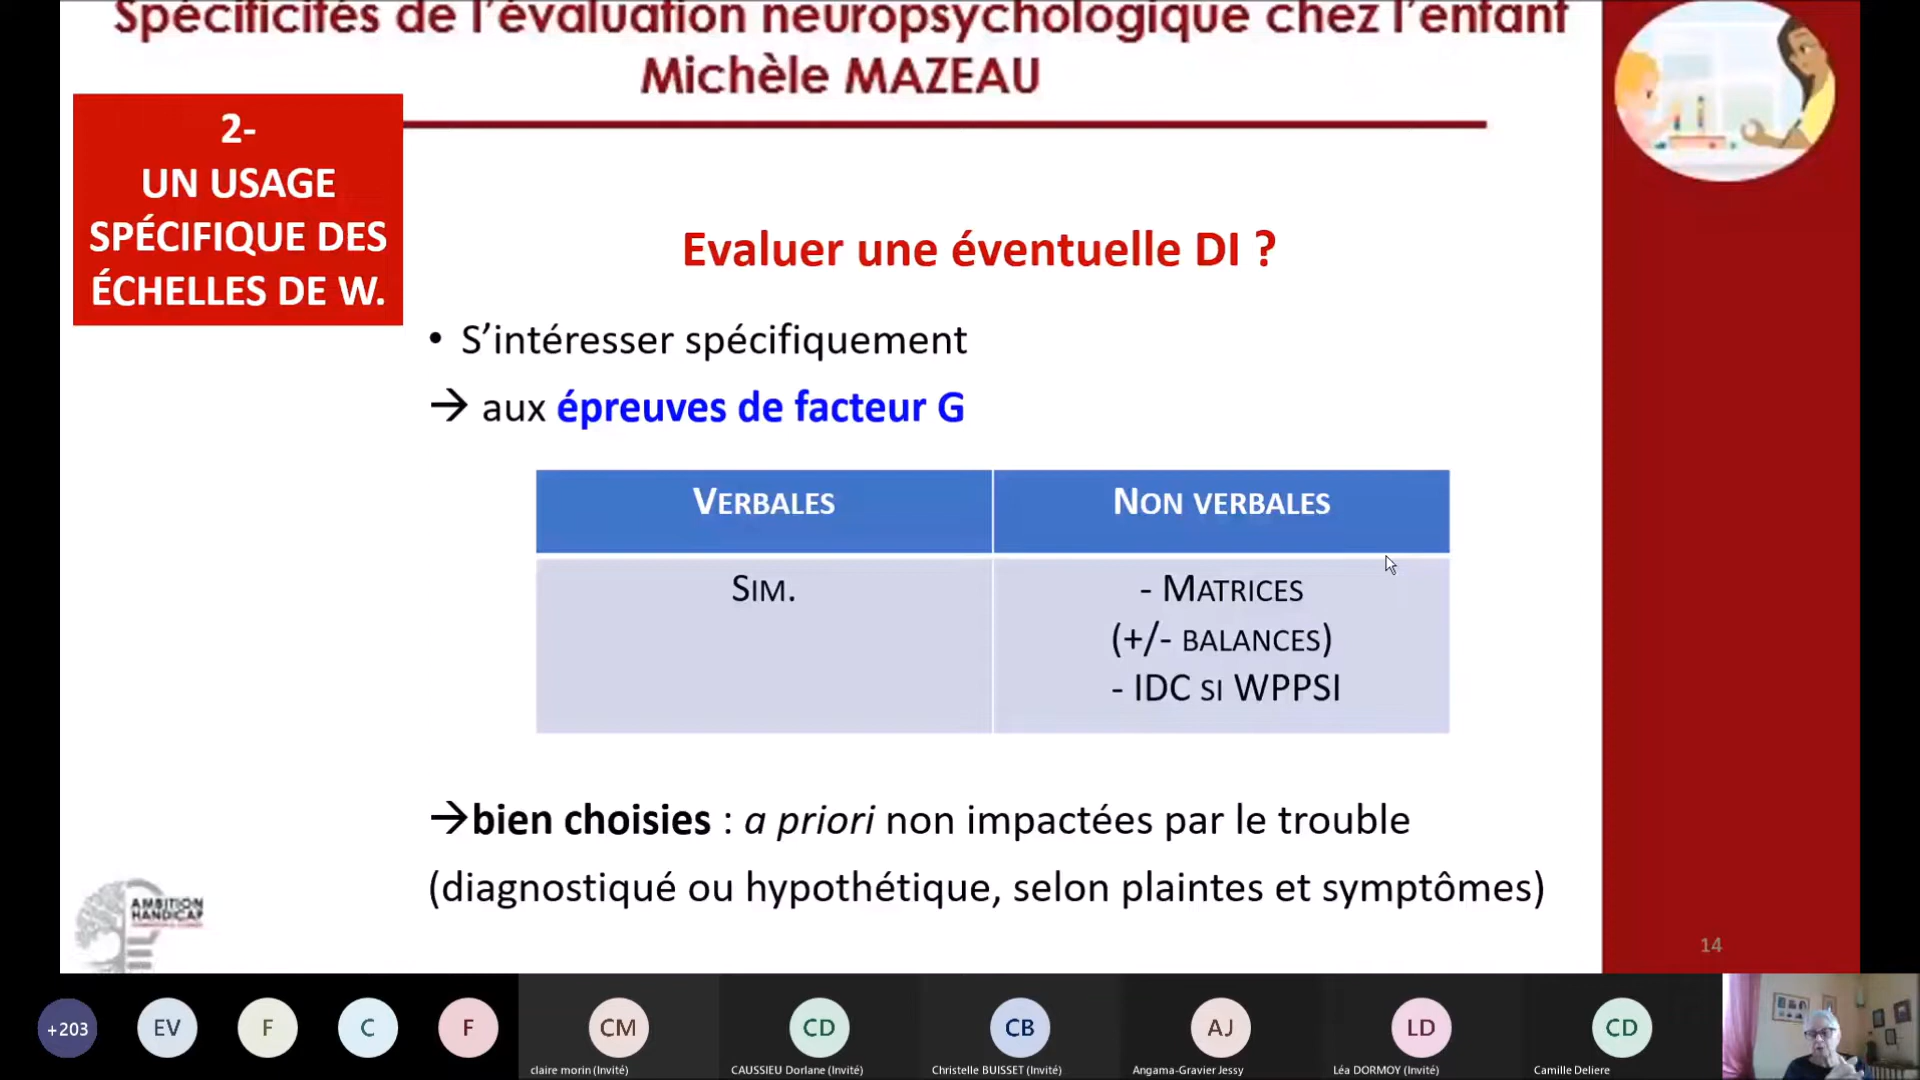 Spécificités de l’évaluation neuropsychologique chez l’enfant
Michèle MAZEAU
2-
UN USAGE
SPÉCIFIQUE DES
ÉCHELLES DE W.
Evaluer une éventuelle DI ?
• S’intéresser spécifiquement
→ aux épreuves de facteur G
VERBALES
NON VERBALES
SIM.
- MATRICES
(+/- BALANCES)
- IDC SI WPPSI
→bien choisies : a priori non impactées par le trouble
(diagnostiqué ou hypothétique, selon plaintes et symptômes)
AMBITION
HANDICAP
14
+203
EV
F
C
F
CM
claire morin (Invité)
CD
CAUSSIEU Dorlane (Invité)
CB
Christelle BUISSET (Invité)
AJ
Angama-Gravier Jessy
LD
Léa DORMOY (Invité)
CD
Camille Deliere